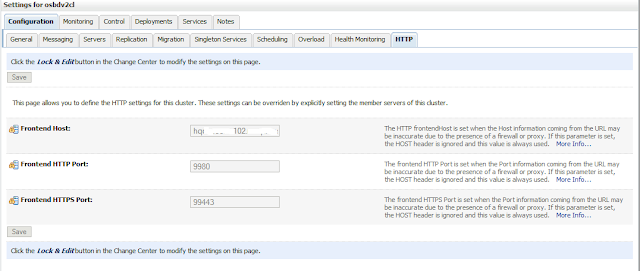 Settings for osbdv2cl
Configuration Monitoring Control Deployments Services Notes
General Messaging Servers Replication Migration Singleton Services Scheduling Overload Health Monitoring HTTP
Click the Lock & Edit button in the Change Center to modify the settings on this page.
Save
This page allows you to define the HTTP settings for this cluster. These settings can be overriden by explicitly setting the member servers of this cluster.
Frontend Host: 102 The HTTP frontendHost is set when the Host information coming from the URL may
be inaccurate due to the presence of a firewall or proxy. If this parameter is set,
the HOST header is ignored and this value is always used. More Info...
Frontend HTTP Port: 9980 The frontend HTTP Port is set when the Port information coming from the URL may
be inaccurate due to the presence of a firewall or proxy. If this parameter is set,
the HOST header is ignored and this value is always used. More Info...
Frontend HTTPS Port: 99443 The frontend HTTPS Port is set when the Port information coming from the URL may
be inaccurate due to the presence of a firewall or proxy. If this parameter is set,
the HOST header is ignored and this value is always used. More Info...
Save
Click the Lock & Edit button in the Change Center to modify the settings on this page.